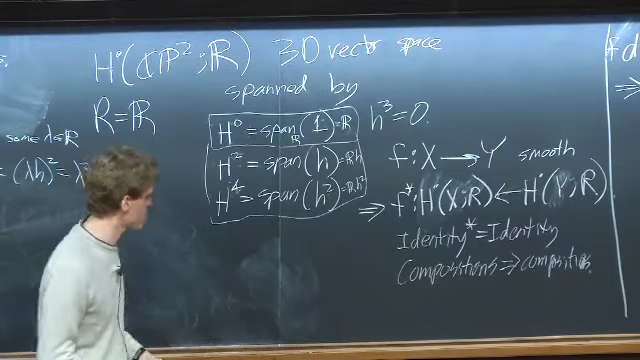 some λ∈ℝ
= (λh)² = λ²
H•(ℂP²; ℝ) 3D vector space
R = ℝ
spanned by
H⁰ = span_ℝ(1) = ℝ
H² = span(h) = ℝh
H⁴ = span(h²) = ℝh²
h³ = 0.
f: X → Y smooth
⇒ f*: H•(X; R) ← H•(Y; R)
Identity* = Identity
Compositions ⇒ compositions.
f d
⇒